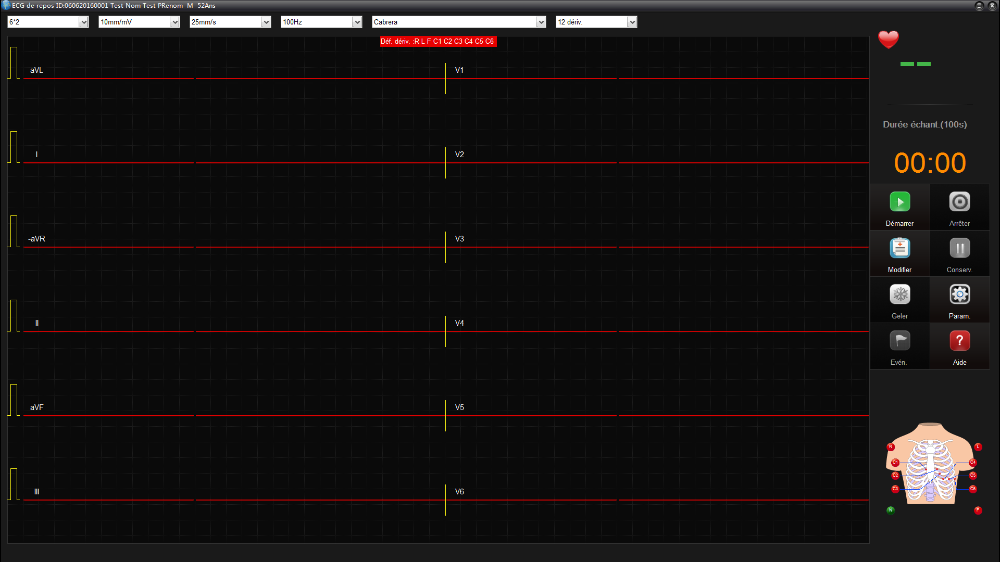 ECG de repos ID:060620160001 Test Nom Test PRenom M 52Ans
6*2 10mm/mV 25mm/s 100Hz Cabrera 12 dériv.
Déf. dériv. :R L F C1 C2 C3 C4 C5 C6
aVL V1
I V2
-aVR V3
II V4
aVF V5
III V6
Durée échant.(100s)
00:00
Démarrer Arrêter
Modifier Conserv.
Geler Param.
Evén. Aide
R L
C1 C4
C2 C5
C3 C6
N F